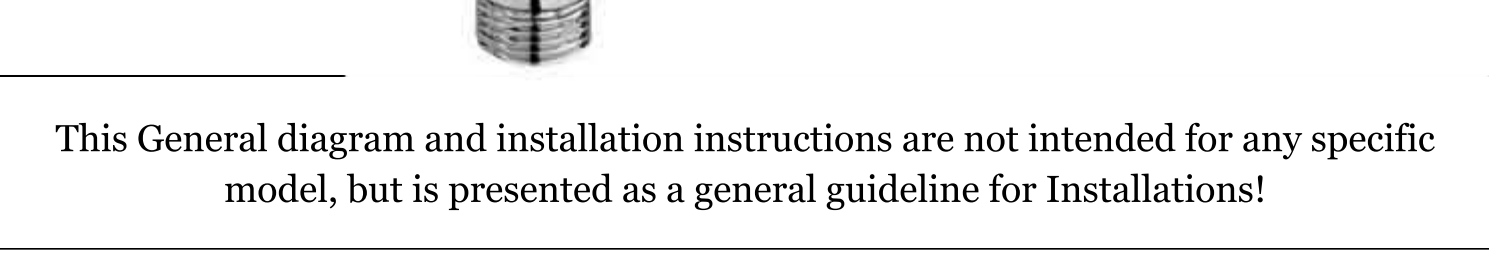 This General diagram and installation instructions are not intended for any specific
model, but is presented as a general guideline for Installations!